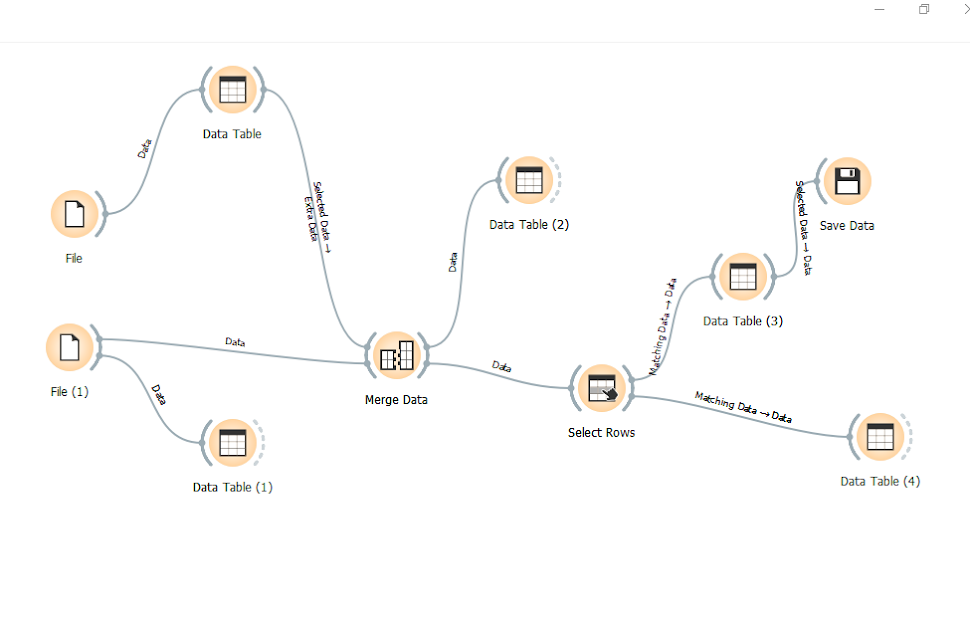 Data Table
Data
Selected Data →
Extra Data
File
Data Table (2)
Data
Selected Data → Data
Save Data
Matching Data → Data
Data Table (3)
Data
File (1)
Data
Merge Data
Data
Select Rows
Matching Data → Data
Data Table (1)
Data Table (4)